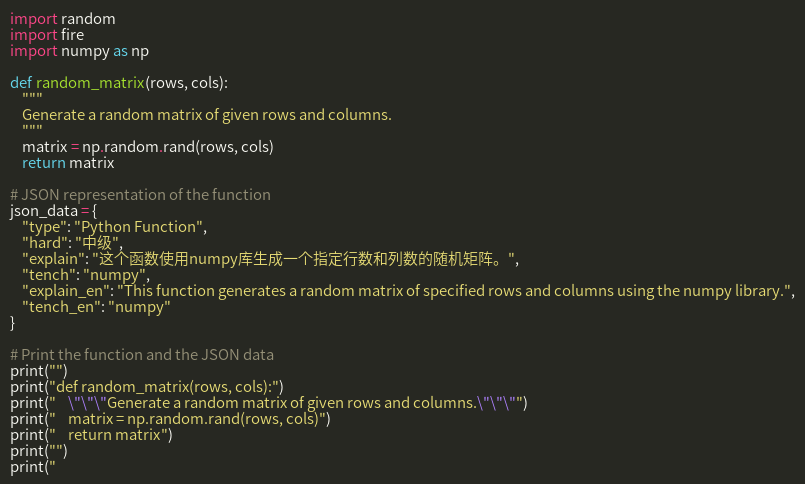 import random
import fire
import numpy as np

def random_matrix(rows, cols):
    """
    Generate a random matrix of given rows and columns.
    """
    matrix = np.random.rand(rows, cols)
    return matrix

# JSON representation of the function
json_data = {
    "type": "Python Function",
    "hard": "中级",
    "explain": "这个函数使用numpy库生成一个指定行数和列数的随机矩阵。",
    "tench": "numpy",
    "explain_en": "This function generates a random matrix of specified rows and columns using the numpy library.",
    "tench_en": "numpy"
}

# Print the function and the JSON data
print("")
print("def random_matrix(rows, cols):")
print("    \"\"\"Generate a random matrix of given rows and columns.\"\"\"")
print("    matrix = np.random.rand(rows, cols)")
print("    return matrix")
print("")
print("